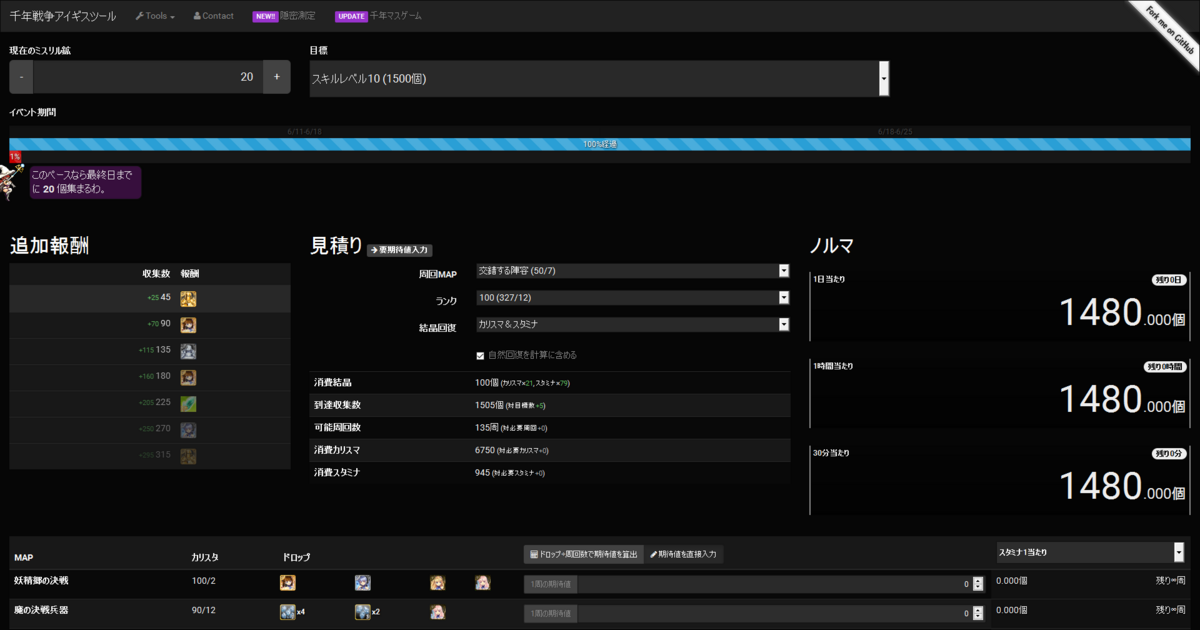 千年戦争アイギスツール Tools Contact NEW!! 隠密測定 UPDATE 千年マスゲーム
Fork me on GitHub
現在のミスリル鉱 目標
- 20 + スキルレベル10 (1500個)
イベント期間
6/11-6/18 6/18-6/25
100%経過
1%
このペースなら最終日まで
に 20 個集まるわ。
追加報酬 見積り 要期待値入力 ノルマ
収集数 報酬
+25 45
+70 90
+115 135
+160 180
+205 225
+250 270
+295 315
周回MAP 交錯する陣容 (50/7)
ランク 100 (327/12)
結晶回復 カリスマ&スタミナ
自然回復を計算に含める
消費結晶 100個 (カリスマ×21, スタミナ×79)
到達収集数 1505個 (対目標数+5)
可能周回数 135周 (対必要周回+0)
消費カリスマ 6750 (対必要カリスマ+0)
消費スタミナ 945 (対必要スタミナ+0)
1日当たり 残り0日
1480.000個
1時間当たり 残り0時間
1480.000個
30分当たり 残り0分
1480.000個
MAP カリスタ ドロップ ドロップ÷周回数で期待値を算出 期待値を直接入力 スタミナ1当たり
妖精郷の決戦 100/2 1周の期待値 0 0.000個 残り∞周
魔の決戦兵器 90/12 x4 x2 1周の期待値 0 0.000個 残り∞周